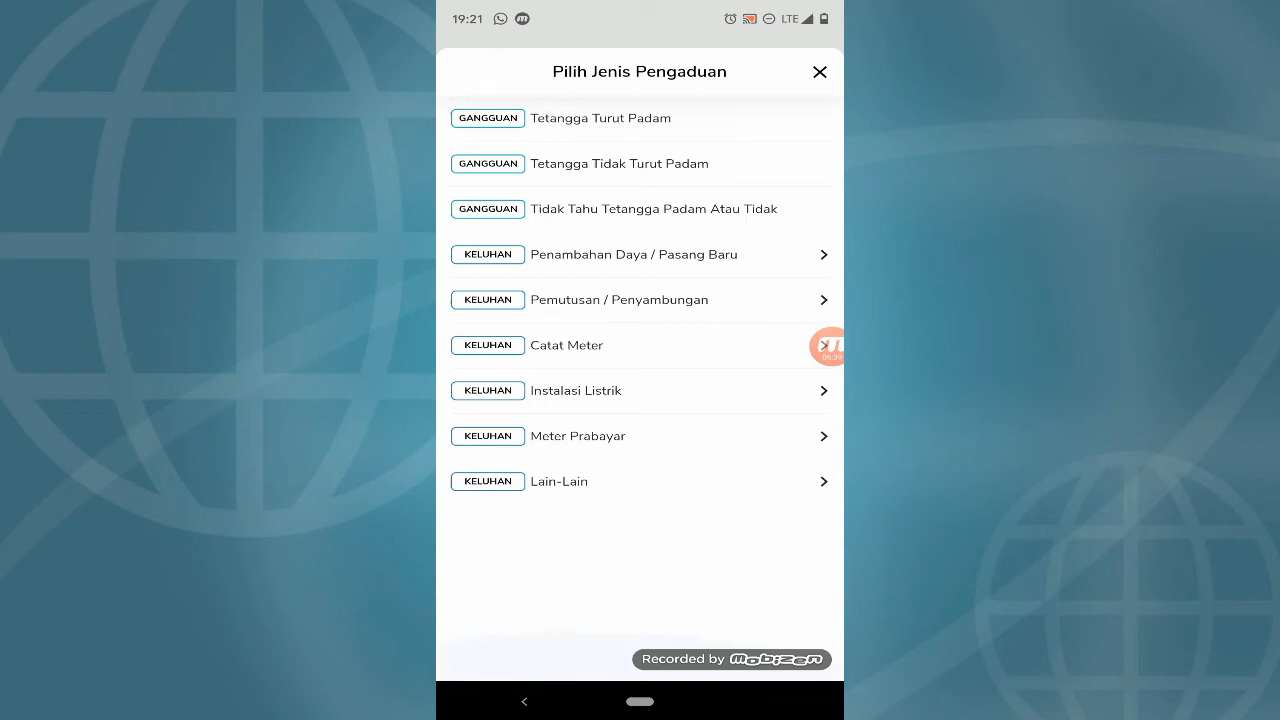 19:21 LTE
Pilih Jenis Pengaduan
GANGGUAN Tetangga Turut Padam
GANGGUAN Tetangga Tidak Turut Padam
GANGGUAN Tidak Tahu Tetangga Padam Atau Tidak
KELUHAN Penambahan Daya / Pasang Baru
KELUHAN Pemutusan / Penyambungan
KELUHAN Catat Meter
KELUHAN Instalasi Listrik
KELUHAN Meter Prabayar
KELUHAN Lain-Lain
Recorded by mobizen